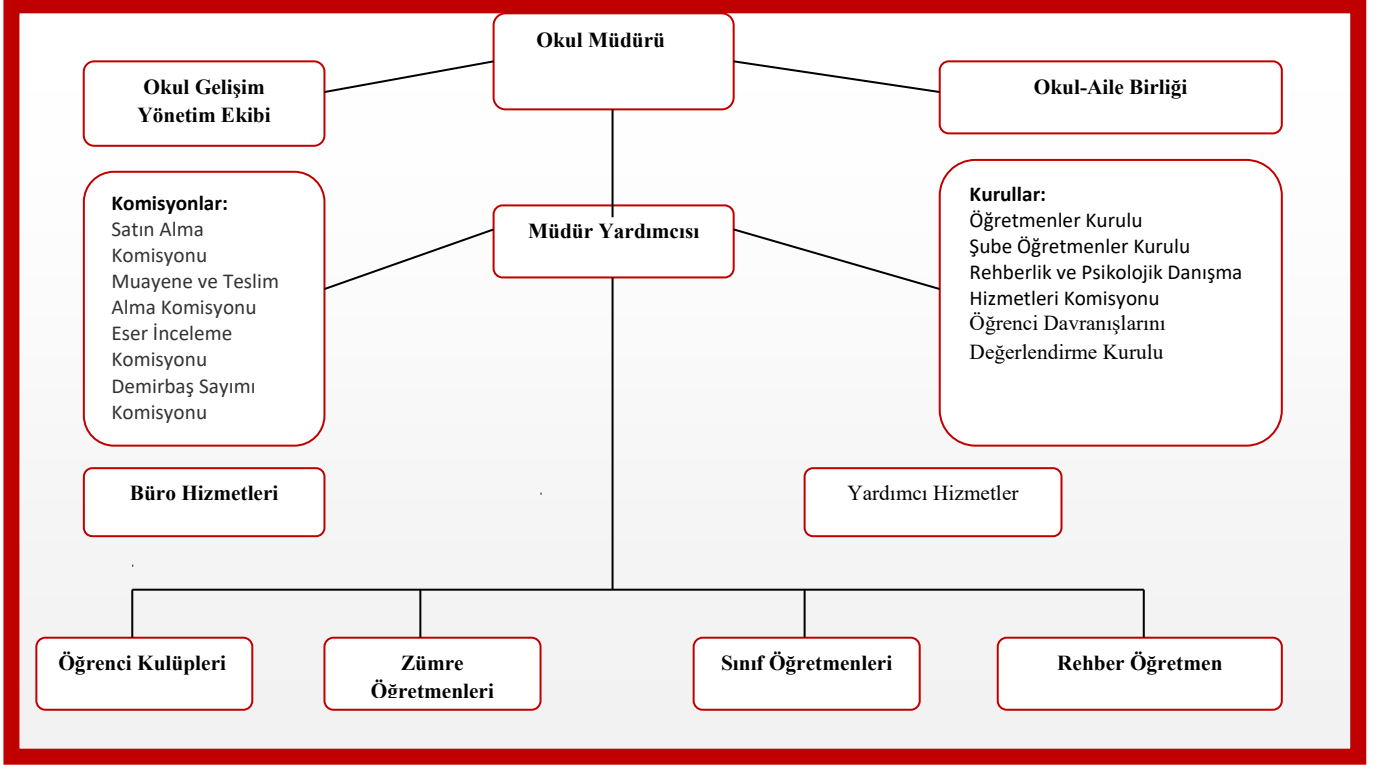 Okul Müdürü
Okul Gelişim
Yönetim Ekibi
Okul-Aile Birliği
Komisyonlar:
Satın Alma
Komisyonu
Muayene ve Teslim
Alma Komisyonu
Eser İnceleme
Komisyonu
Demirbaş Sayımı
Komisyonu
Müdür Yardımcısı
Kurullar:
Öğretmenler Kurulu
Şube Öğretmenler Kurulu
Rehberlik ve Psikolojik Danışma
Hizmetleri Komisyonu
Öğrenci Davranışlarını
Değerlendirme Kurulu
Büro Hizmetleri
Yardımcı Hizmetler
Öğrenci Kulüpleri
Zümre
Öğretmenleri
Sınıf Öğretmenleri
Rehber Öğretmen